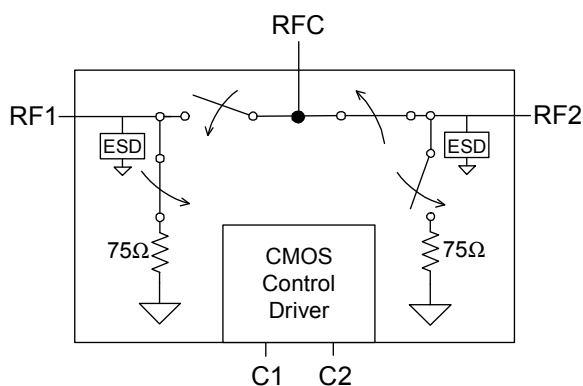 RFC
RF1
RF2
ESD
ESD
75Ω
75Ω
CMOS
Control
Driver
C1
C2